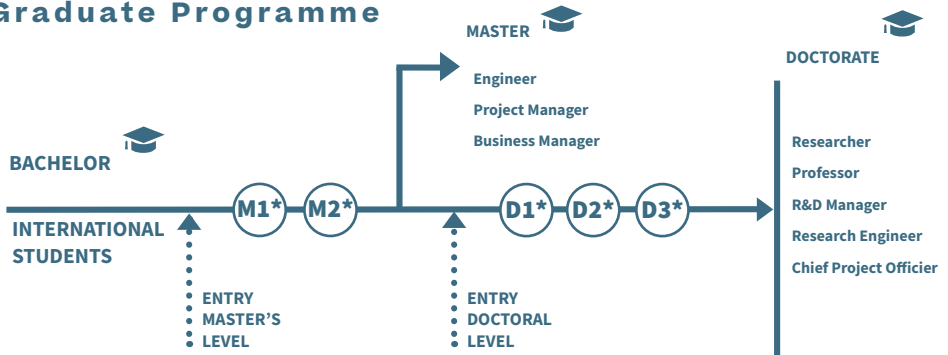 Graduate Programme
MASTER
Engineer
Project Manager
Business Manager
DOCTORATE
Researcher
Professor
R&D Manager
Research Engineer
Chief Project Officier
BACHELOR
INTERNATIONAL
STUDENTS
M1*
M2*
D1*
D2*
D3*
ENTRY
MASTER'S
LEVEL
ENTRY
DOCTORAL
LEVEL